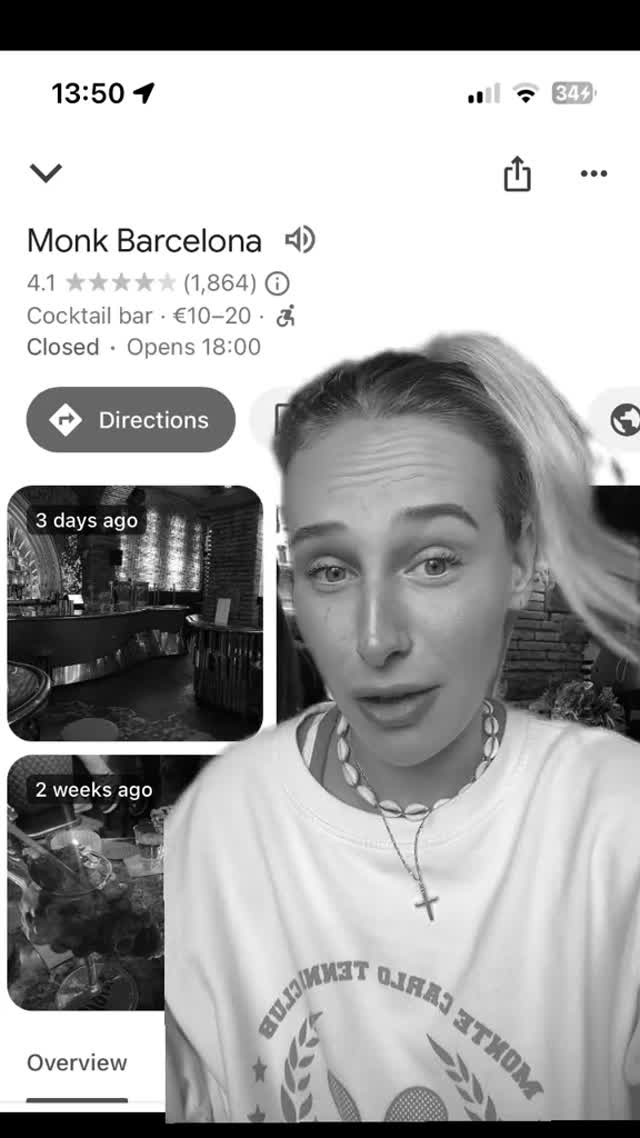 13:50
34
Monk Barcelona
4.1 ★★★★★ (1,864)
Cocktail bar · €10–20 ·
Closed · Opens 18:00
Directions
3 days ago
2 weeks ago
MONTE CARLO TENNIS CLUB
Overview